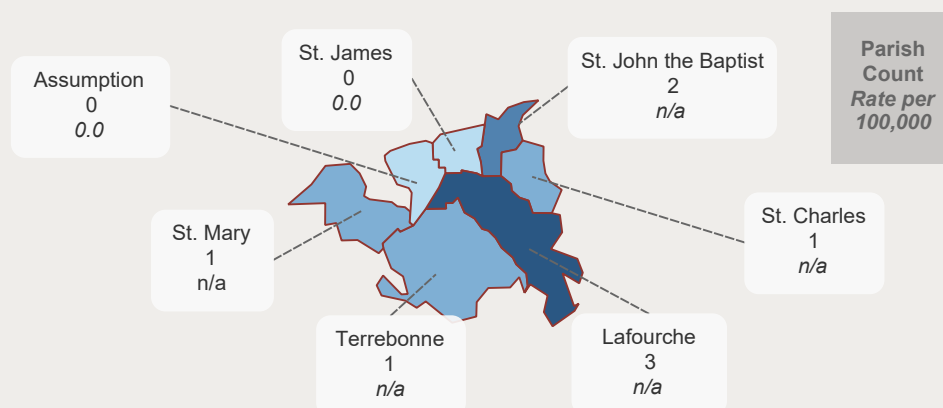 Assumption
0
0.0
St. James
0
0.0
St. John the Baptist
2
n/a
Parish
Count
Rate per
100,000
St. Mary
1
n/a
St. Charles
1
n/a
Terrebonne
1
n/a
Lafourche
3
n/a